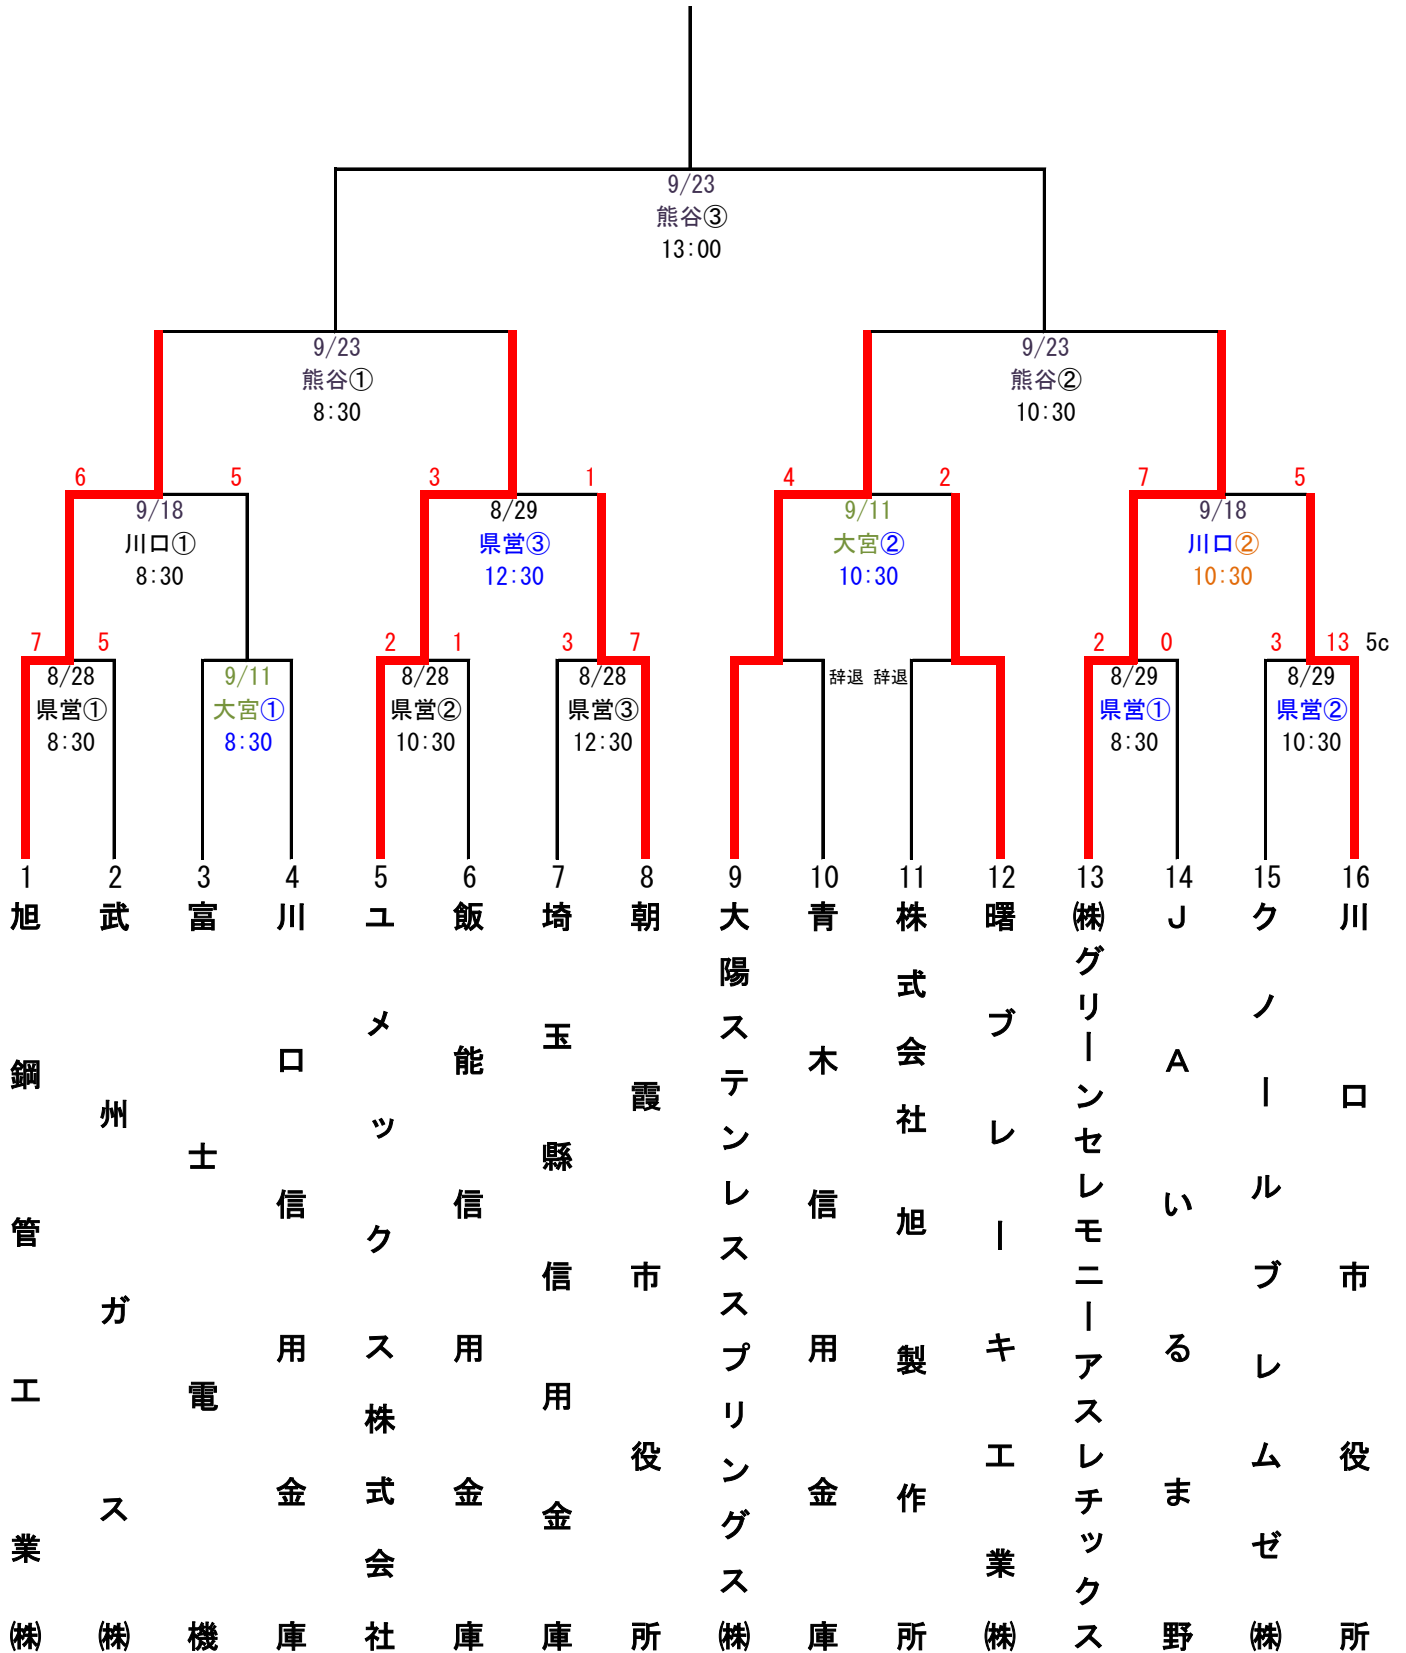 9/23
熊谷③
13:00
9/23
熊谷①
8:30
9/23
熊谷②
10:30
6 5
9/18
川口①
8:30
3 1
8/29
県営③
12:30
4 2
9/11
大宮②
10:30
7 5
9/18
川口②
10:30
7 5
8/28
県営①
8:30
9/11
大宮①
8:30
2 1
8/28
県営②
10:30
3 7
8/28
県営③
12:30
辞退 辞退
2 0
8/29
県営①
8:30
3 13 5c
8/29
県営②
10:30
1
旭鋼管工業㈱
2
武州ガス㈱
3
富士電機
4
川口信用金庫
5
ユメックス株式会社
6
飯能信用金庫
7
埼玉縣信用金庫
8
朝霞市役所
9
大陽ステンレススプリングス㈱
10
青木信用金庫
11
株式会社旭製作所
12
曙ブレーキ工業㈱
13
㈱グリーンセレモニーアスレチックス
14
ＪＡいるま野
15
クノールブレムゼ㈱
16
川口市役所